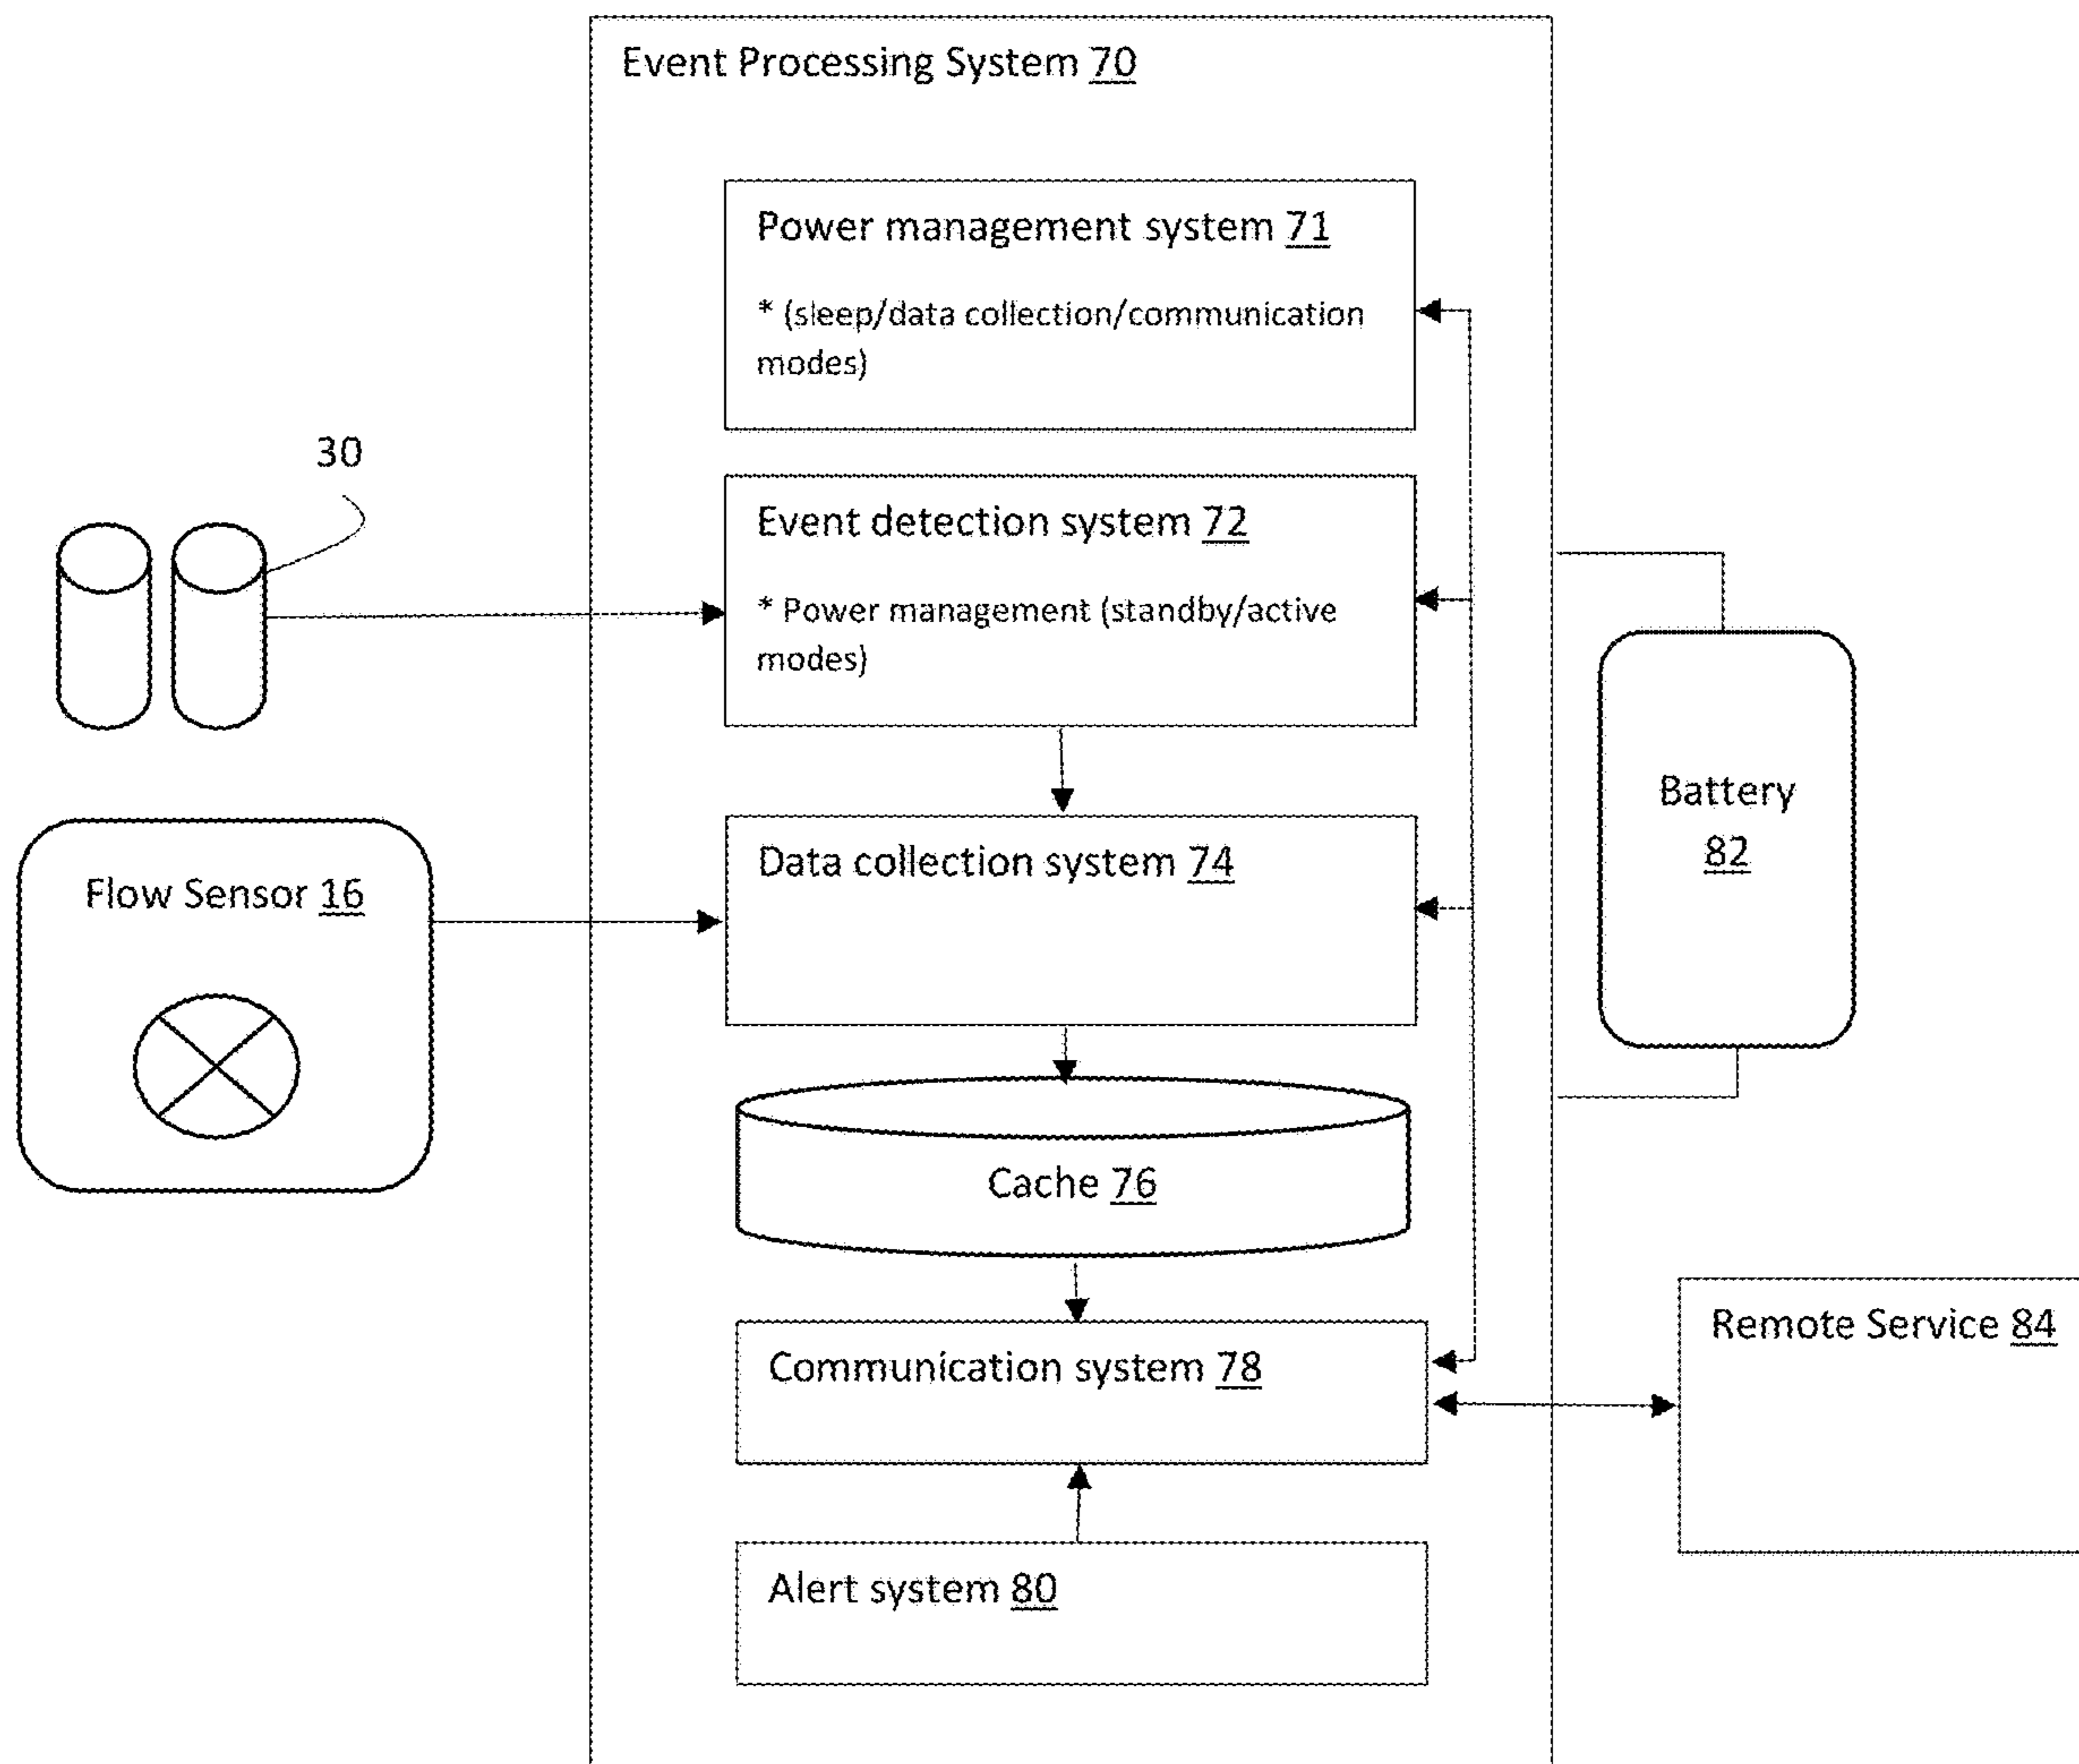 Event Processing System 70
Power management system 71
* (sleep/data collection/communication
modes)
30
Event detection system 72
* Power management (standby/active
modes)
Battery
82
Data collection system 74
Flow Sensor 16
Cache 76
Remote Service 84
Communication system 78
Alert system 80